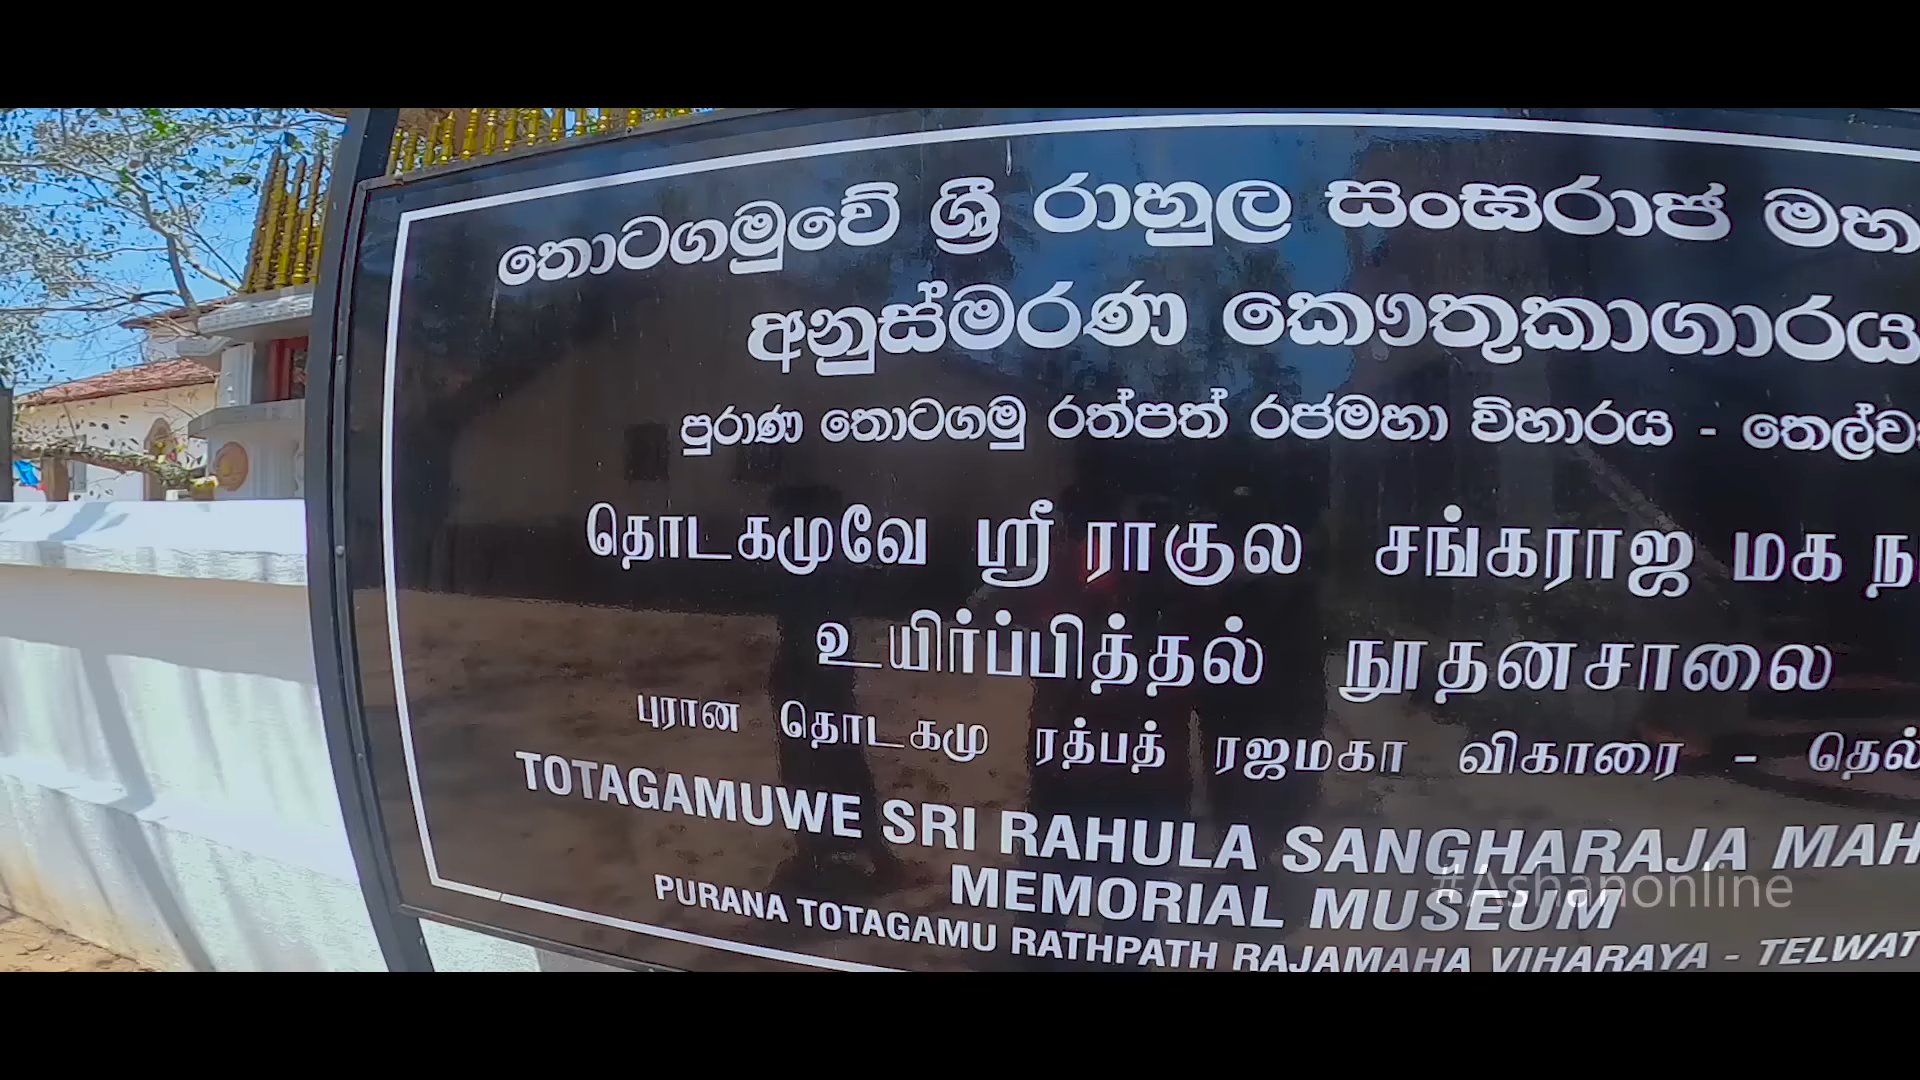 තොටගමුවේ ශ්‍රී රාහුල සංඝරාජ මහ
අනුස්මරණ කෞතුකාගාරය
පුරාණ තොටගමු රත්පත් රජමහා විහාරය - තෙල්ව
தொடகமுவே ஸ்ரீ ராகுல சங்கராஜ மக
உயிர்ப்பித்தல் நூதனசாலை
புரான தொடகமு ரத்பத் ரஜமகா விகாரை - தெல்
TOTAGAMUWE SRI RAHULA SANGHARAJA MAH
MEMORIAL MUSEUM
PURANA TOTAGAMU RATHPATH RAJAMAHA VIHARAYA - TELWAT
#Ashanonline